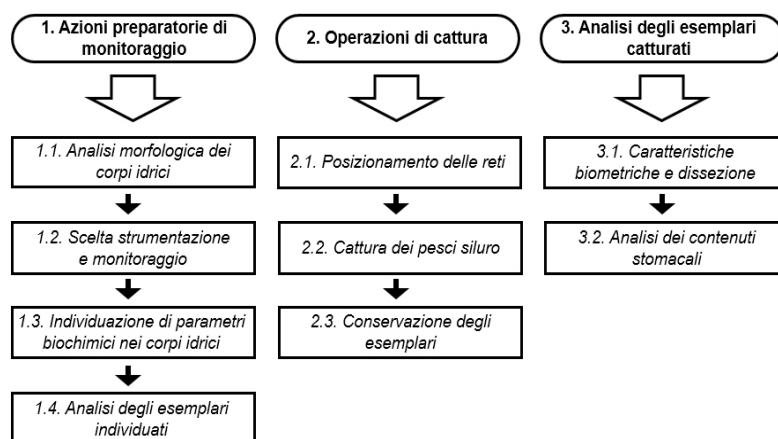 1. Azioni preparatorie di
monitoraggio
1.1. Analisi morfologica dei
corpi idrici
1.2. Scelta strumentazione
e monitoraggio
1.3. Individuazione di parametri
biochimici nei corpi idrici
1.4. Analisi degli esemplari
individuati
2. Operazioni di cattura
2.1. Posizionamento delle reti
2.2. Cattura dei pesci siluro
2.3. Conservazione degli
esemplari
3. Analisi degli esemplari
catturati
3.1. Caratteristiche
biometriche e dissezione
3.2. Analisi dei contenuti
stomacali